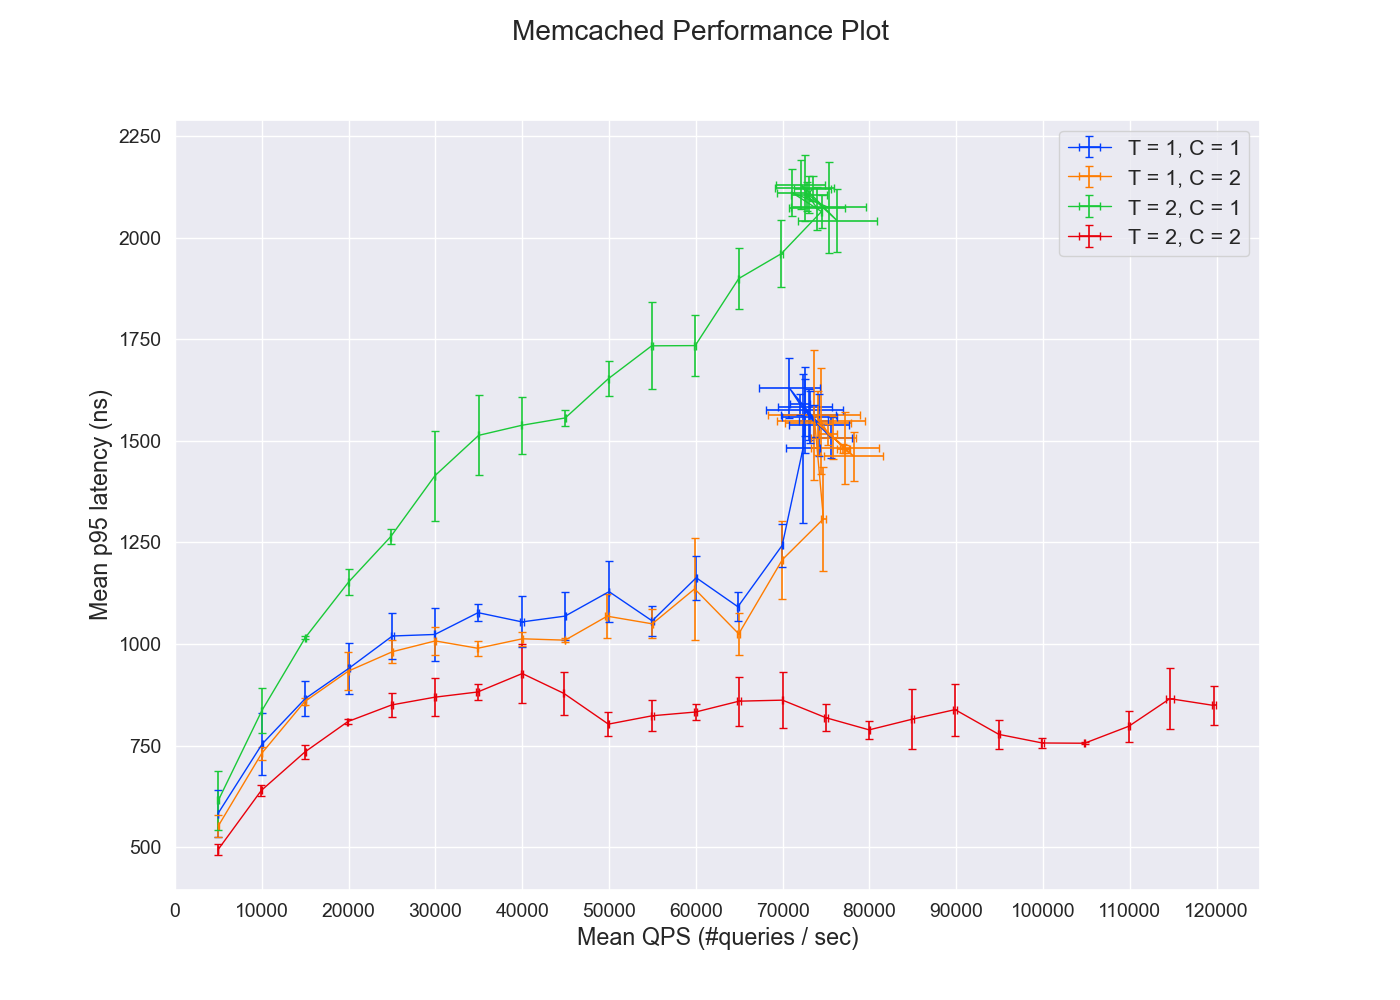 Memcached Performance Plot
2250
2000
1750
1500
1250
1000
750
500
Mean p95 latency (ns)
T = 1, C = 1
T = 1, C = 2
T = 2, C = 1
T = 2, C = 2
0 10000 20000 30000 40000 50000 60000 70000 80000 90000 100000 110000 120000
Mean QPS (#queries / sec)